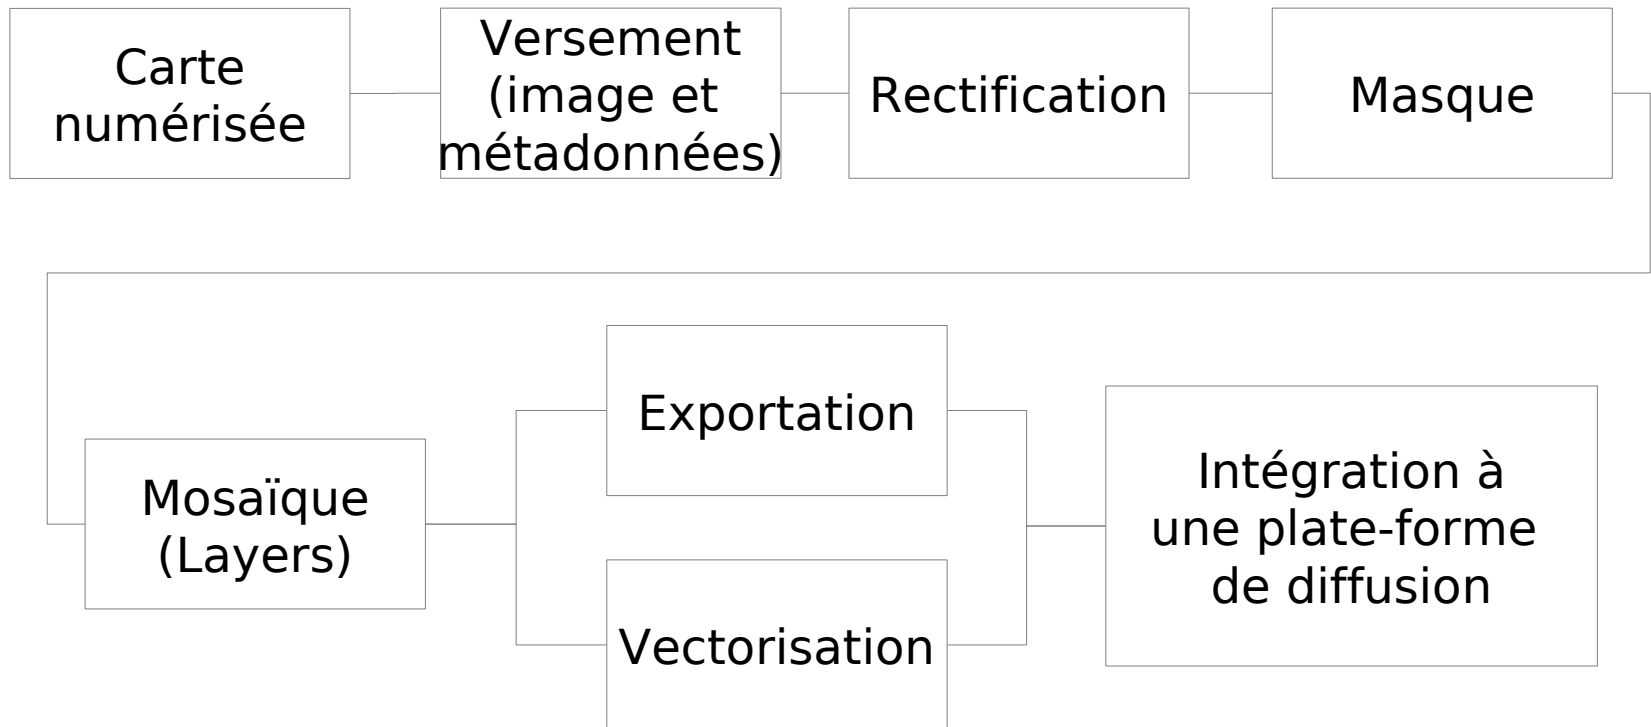 Carte
numérisée
Versement
(image et
métadonnées)
Rectification
Masque
Mosaïque
(Layers)
Exportation
Vectorisation
Intégration à
une plate-forme
de diffusion